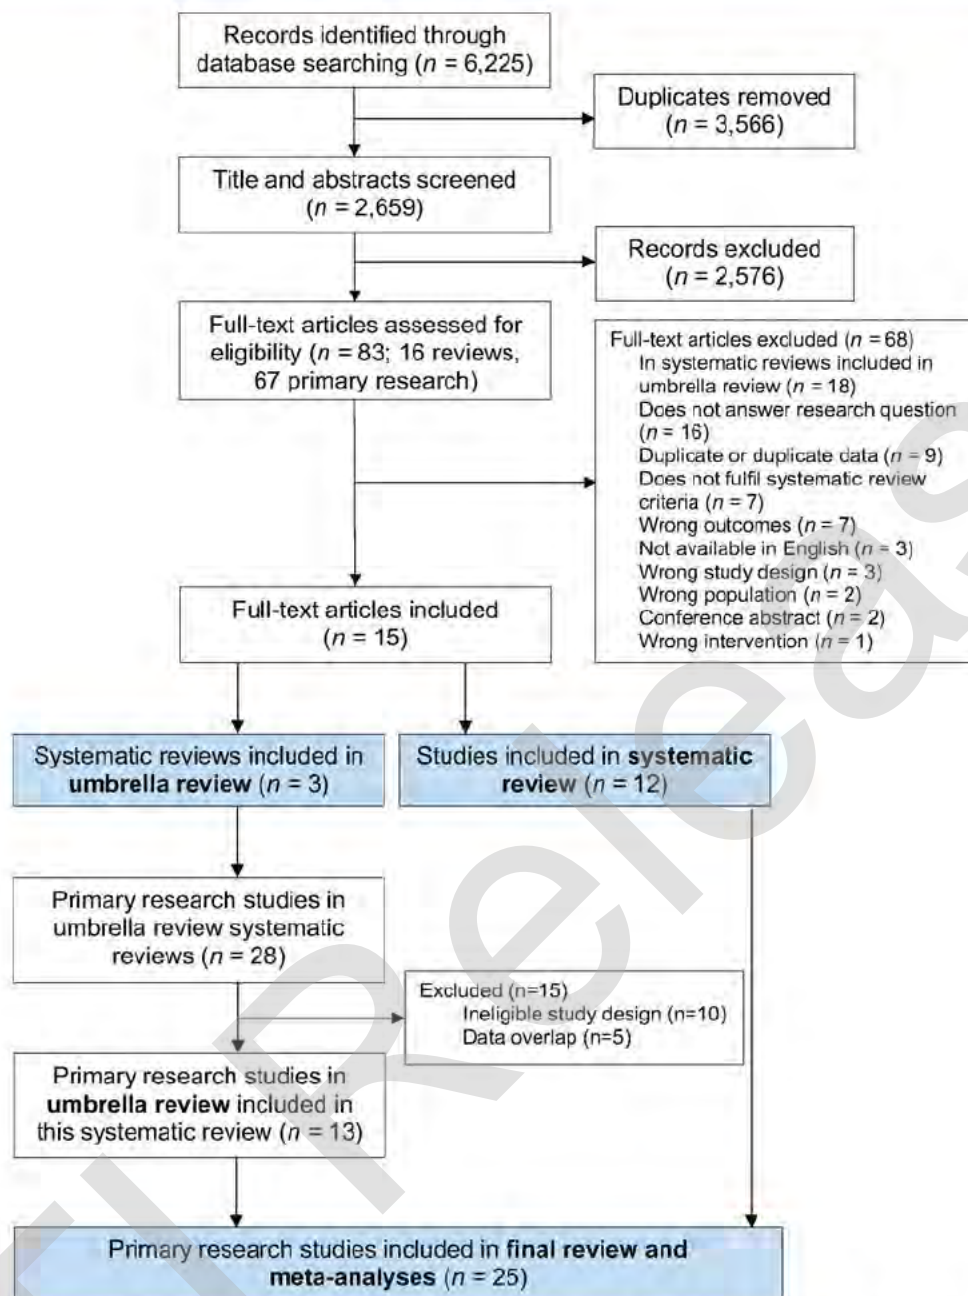 Records identified through
database searching (n = 6,225)
Duplicates removed
(n = 3,566)
Title and abstracts screened
(n = 2,659)
Records excluded
(n = 2,576)
Full-text articles assessed for
eligibility (n = 83; 16 reviews,
67 primary research)
Full-text articles excluded (n = 68)
In systematic reviews included in
umbrella review (n = 18)
Does not answer research question
(n = 16)
Duplicate or duplicate data (n = 9)
Does not fulfil systematic review
criteria (n = 7)
Wrong outcomes (n = 7)
Not available in English (n = 3)
Wrong study design (n = 3)
Wrong population (n = 2)
Conference abstract (n = 2)
Wrong intervention (n = 1)
Full-text articles included
(n = 15)
Systematic reviews included in
umbrella review (n = 3)
Studies included in systematic
review (n = 12)
Primary research studies in
umbrella review systematic
reviews (n = 28)
Excluded (n=15)
Ineligible study design (n=10)
Data overlap (n=5)
Primary research studies in
umbrella review included in
this systematic review (n = 13)
Primary research studies included in final review and
meta-analyses (n = 25)